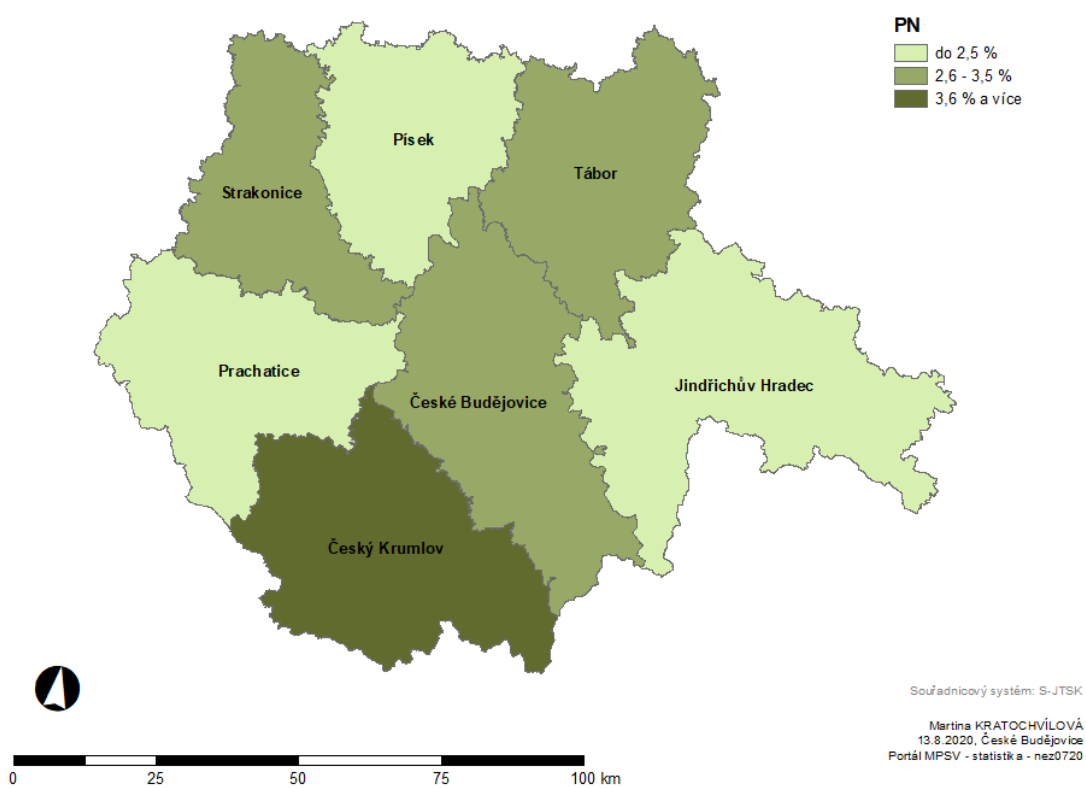 PN
do 2,5 %
2,6 - 3,5 %
3,6 % a více
Písek
Tábor
Strakonice
Prachatice
Jindřichův Hradec
České Budějovice
Český Krumlov
Souřadnicový systém: S-JTSK
Martina KRATOCHVÍLOVÁ
13.8.2020, České Budějovice
Portál MPSV - statistika - nez0720
0 25 50 75 100 km